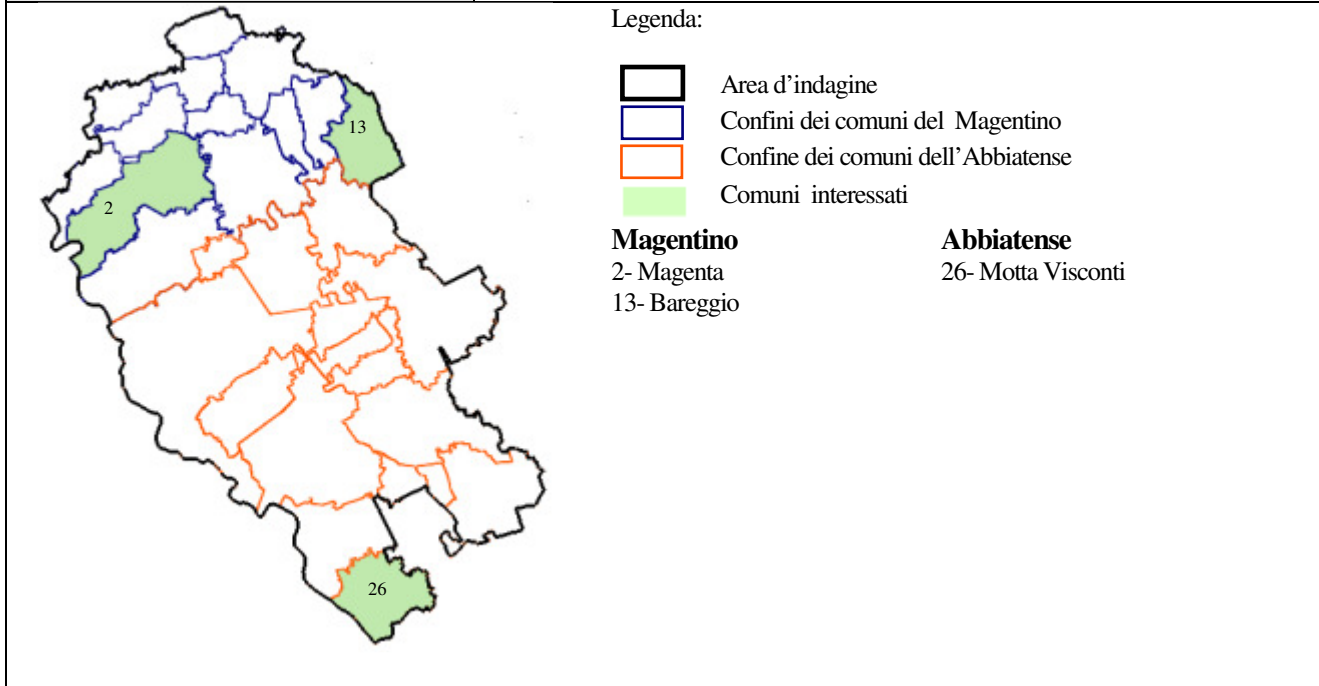 Legenda:
Area d'indagine
Confini dei comuni del Magentino
Confine dei comuni dell'Abbiatense
Comuni interessati
Magentino
2- Magenta
13- Bareggio
Abbiatense
26- Motta Visconti
13
2
26